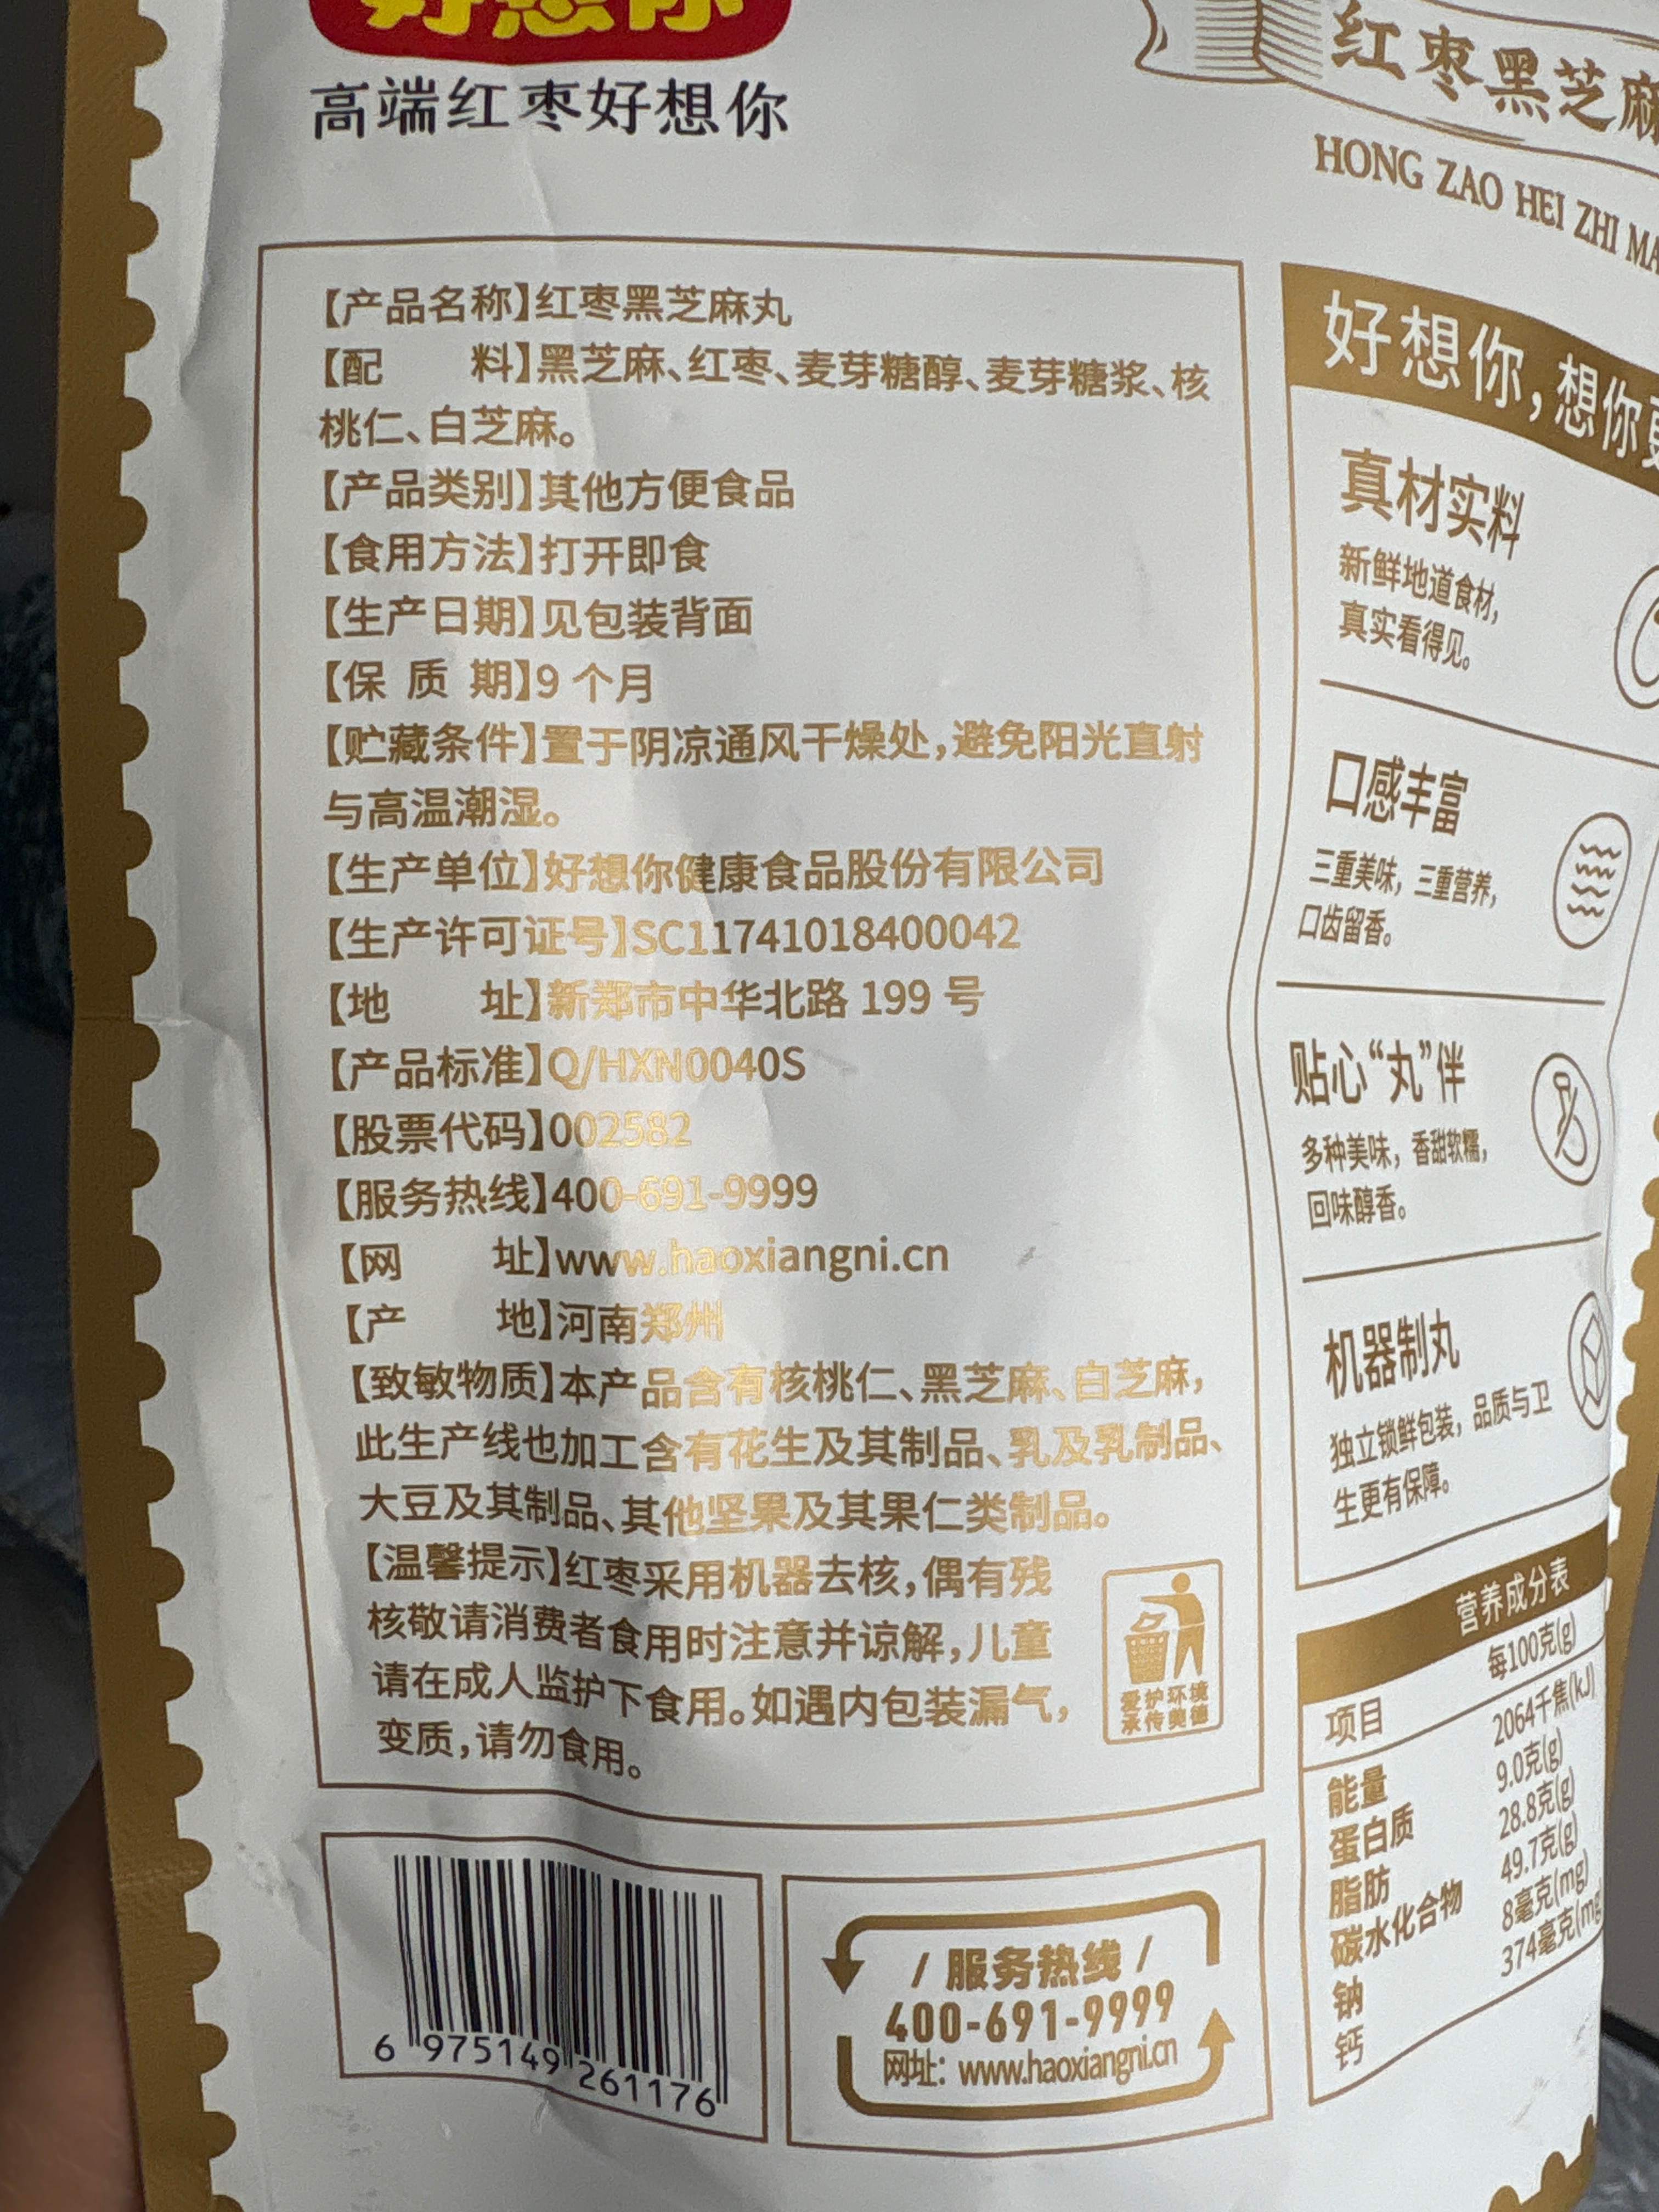 好想你
高端红枣好想你
红枣黑芝麻
HONG ZAO HEI ZHI MA
【产品名称】红枣黑芝麻丸
【配 料】黑芝麻、红枣、麦芽糖醇、麦芽糖浆、核
桃仁、白芝麻。
【产品类别】其他方便食品
【食用方法】打开即食
【生产日期】见包装背面
【保 质 期】9 个月
【贮藏条件】置于阴凉通风干燥处,避免阳光直射
与高温潮湿。
【生产单位】好想你健康食品股份有限公司
【生产许可证号】SC11741018400042
【地 址】新郑市中华北路 199 号
【产品标准】Q/HXN0040S
【股票代码】002582
【服务热线】400-691-9999
【网 址】www.haoxiangni.cn
【产 地】河南郑州
【致敏物质】本产品含有核桃仁、黑芝麻、白芝麻,
此生产线也加工含有花生及其制品、乳及乳制品、
大豆及其制品、其他坚果及其果仁类制品。
【温馨提示】红枣采用机器去核,偶有残
核敬请消费者食用时注意并谅解,儿童
请在成人监护下食用。如遇内包装漏气,
变质,请勿食用。
爱护环境
承传美德
6 975149 261176
/ 服务热线 /
400-691-9999
网址：www.haoxiangni.cn
好想你,想你
真材实料
新鲜地道食材,
真实看得见。
口感丰富
三重美味，三重营养,
口齿留香。
贴心“丸”伴
多种美味，香甜软糯,
回味醇香。
机器制丸
独立锁鲜包装，品质与卫
生更有保障。
营养成分表
项目 每100克(g)
能量 2064千焦(kJ)
蛋白质 9.0克(g)
脂肪 28.8克(g)
碳水化合物 49.7克(g)
钠 8毫克(mg)
钙 374毫克(mg